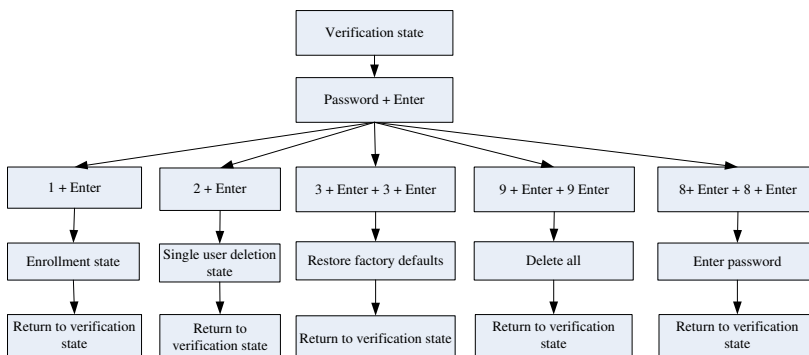 Verification state
Password + Enter
1 + Enter
2 + Enter
3 + Enter + 3 + Enter
9 + Enter + 9 Enter
8+ Enter + 8 + Enter
Enrollment state
Single user deletion
state
Restore factory defaults
Delete all
Enter password
Return to verification
state
Return to
verification state
Return to verification state
Return to verification
state
Return to verification
state